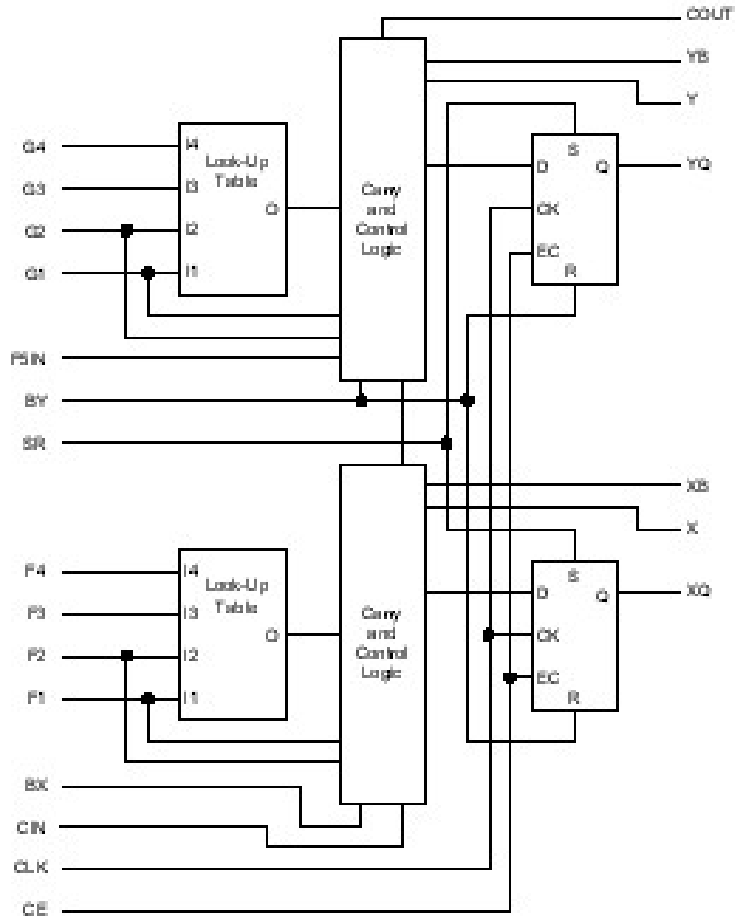 COUT
YB
Y
G4
I4
Look-Up
Table
S
D
Q
YQ
G3
I3
O
Carry
and
Control
Logic
CK
G2
I2
EC
G1
I1
R
F5IN
BY
SR
XB
X
F4
I4
Look-Up
Table
S
D
Q
XQ
F3
I3
O
Carry
and
Control
Logic
CK
F2
I2
EC
F1
I1
R
BX
CIN
CLK
CE